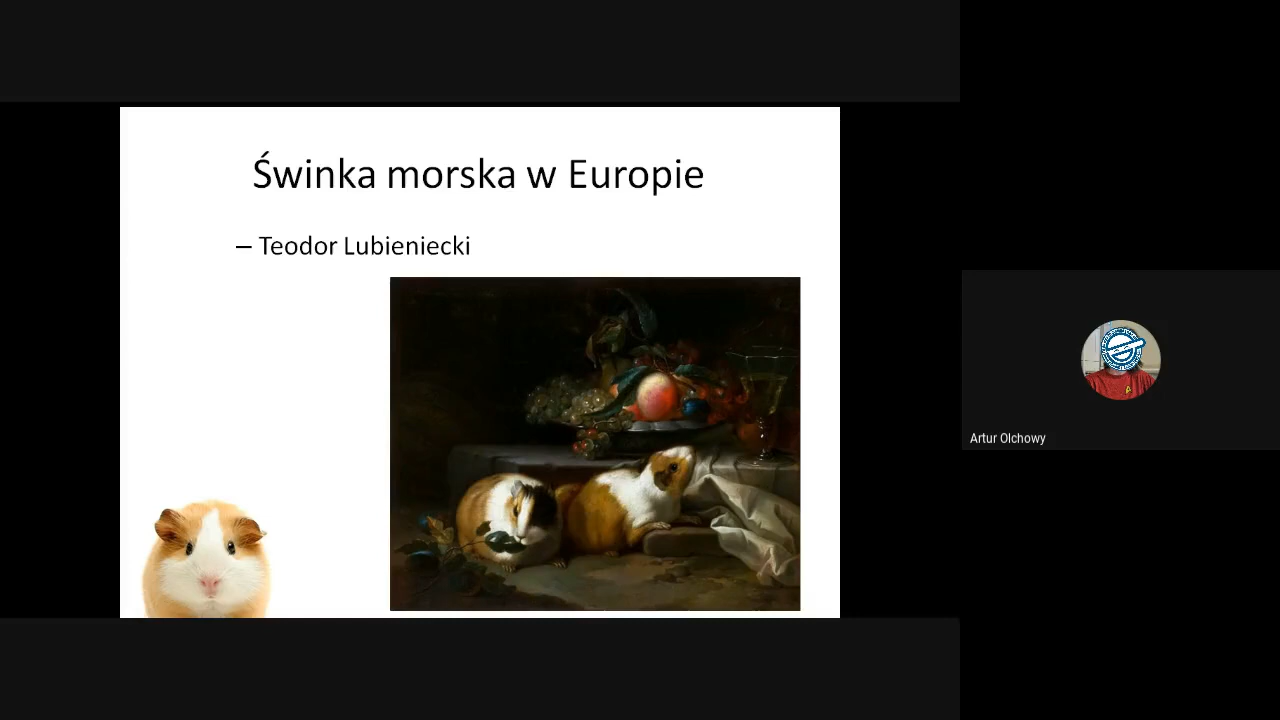 Świnka morska w Europie
– Teodor Lubieniecki
Artur Olchowy